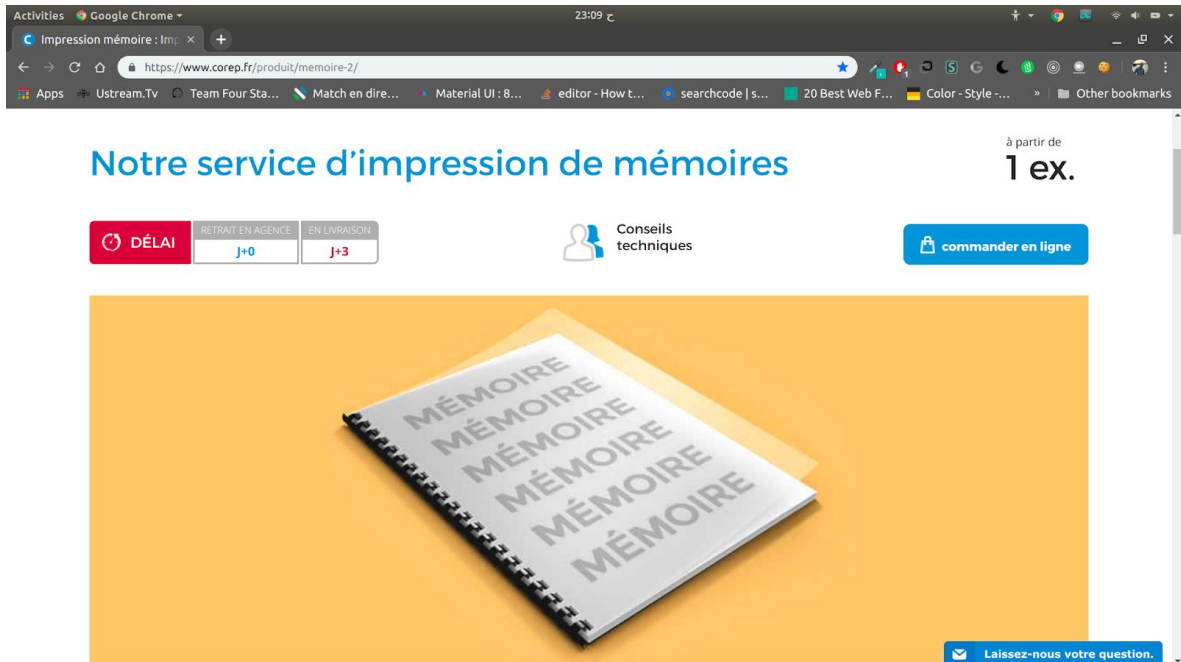 Activities Google Chrome 23:09 ح
Impression mémoire : Imp
https://www.corep.fr/produit/memoire-2/
Apps Ustream.Tv Team Four Sta... Match en dire... Material UI : 8... editor - How t... searchcode | s... 20 Best Web F... Color - Style -... » Other bookmarks
Notre service d'impression de mémoires
à partir de
1 ex.
DÉLAI
RETRAIT EN AGENCE EN LIVRAISON
J+0 J+3
Conseils
techniques
commander en ligne
MÉMOIRE
MÉMOIRE
MÉMOIRE
MÉMOIRE
MÉMOIRE
MÉMOIRE
Laissez-nous votre question.